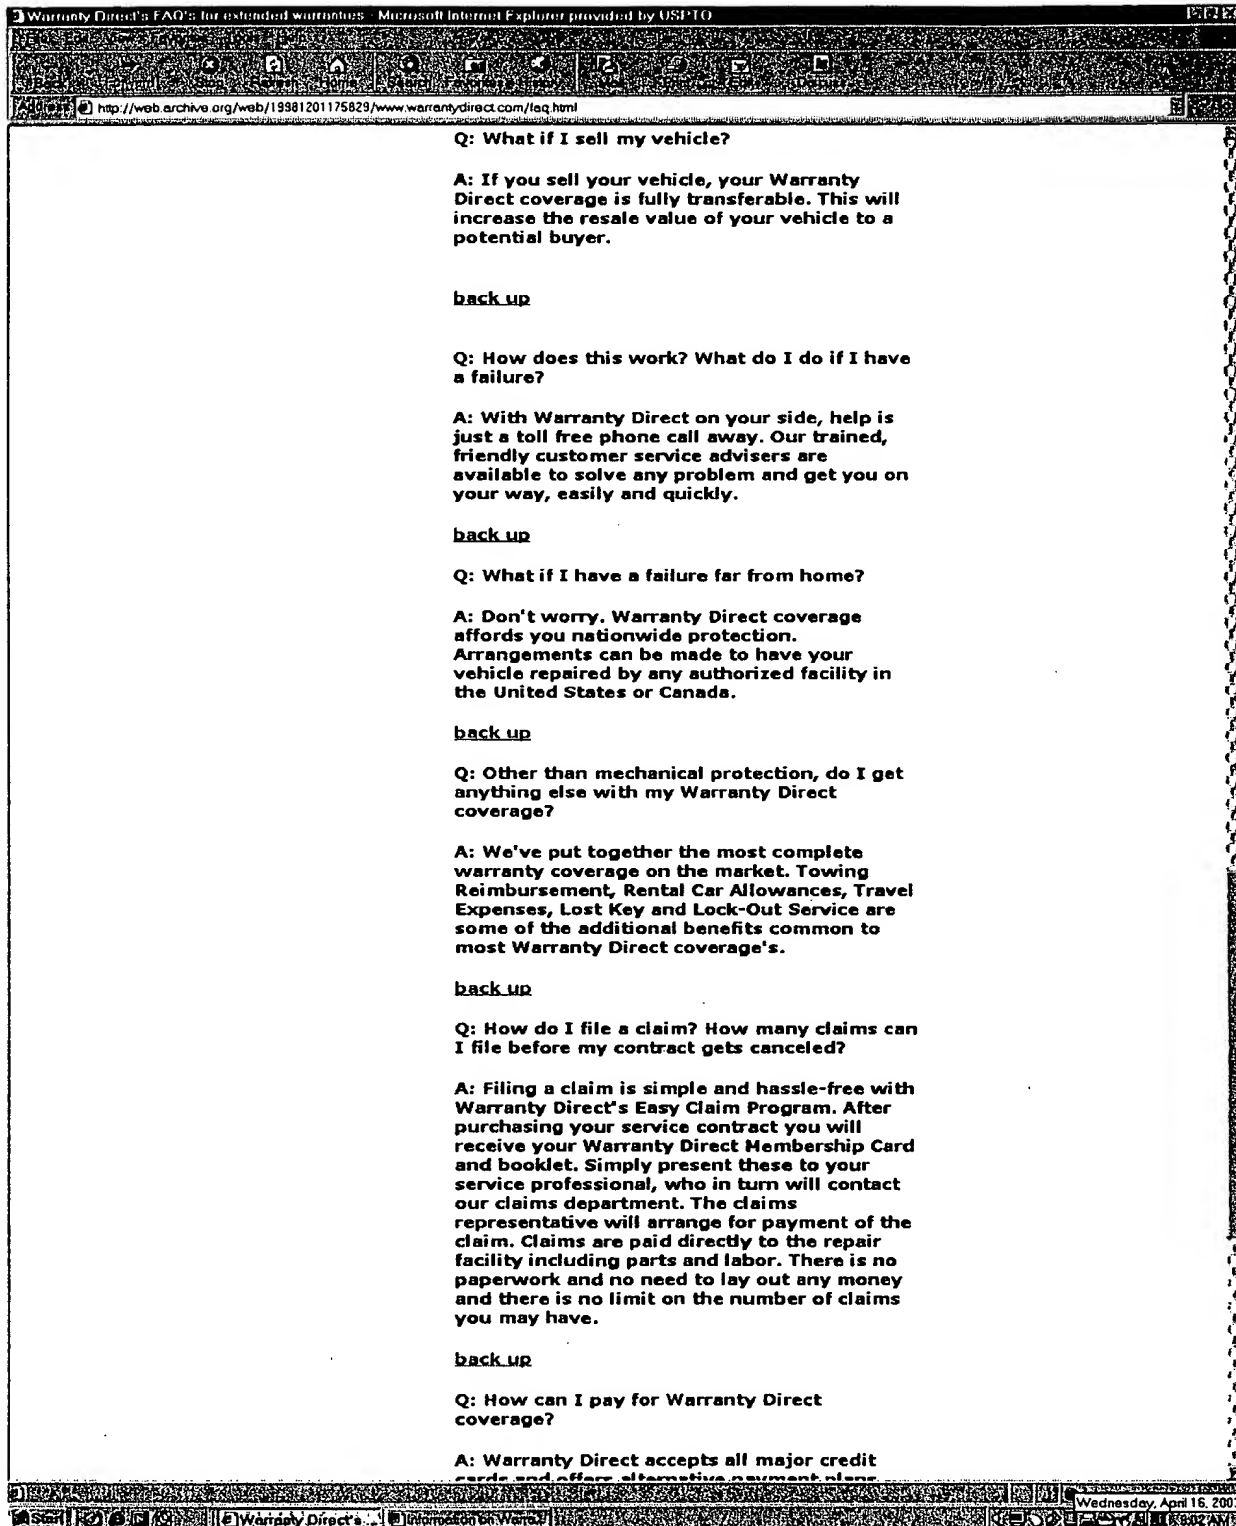 Warranty Direct's FAQ's for extended warranties - Microsoft Internet Explorer provided by USPTO
Address http://web.archive.org/web/19981201175829/www.warrantydirect.com/faq.html
Q: What if I sell my vehicle?
A: If you sell your vehicle, your Warranty
Direct coverage is fully transferable. This will
increase the resale value of your vehicle to a
potential buyer.
back up
Q: How does this work? What do I do if I have
a failure?
A: With Warranty Direct on your side, help is
just a toll free phone call away. Our trained,
friendly customer service advisers are
available to solve any problem and get you on
your way, easily and quickly.
back up
Q: What if I have a failure far from home?
A: Don't worry. Warranty Direct coverage
affords you nationwide protection.
Arrangements can be made to have your
vehicle repaired by any authorized facility in
the United States or Canada.
back up
Q: Other than mechanical protection, do I get
anything else with my Warranty Direct
coverage?
A: We've put together the most complete
warranty coverage on the market. Towing
Reimbursement, Rental Car Allowances, Travel
Expenses, Lost Key and Lock-Out Service are
some of the additional benefits common to
most Warranty Direct coverage's.
back up
Q: How do I file a claim? How many claims can
I file before my contract gets canceled?
A: Filing a claim is simple and hassle-free with
Warranty Direct's Easy Claim Program. After
purchasing your service contract you will
receive your Warranty Direct Membership Card
and booklet. Simply present these to your
service professional, who in turn will contact
our claims department. The claims
representative will arrange for payment of the
claim. Claims are paid directly to the repair
facility including parts and labor. There is no
paperwork and no need to lay out any money
and there is no limit on the number of claims
you may have.
back up
Q: How can I pay for Warranty Direct
coverage?
A: Warranty Direct accepts all major credit
cards and offers alternative payment plans
Wednesday, April 16, 200
Start Warranty Direct's ... Information on Warra... 8:02 AM